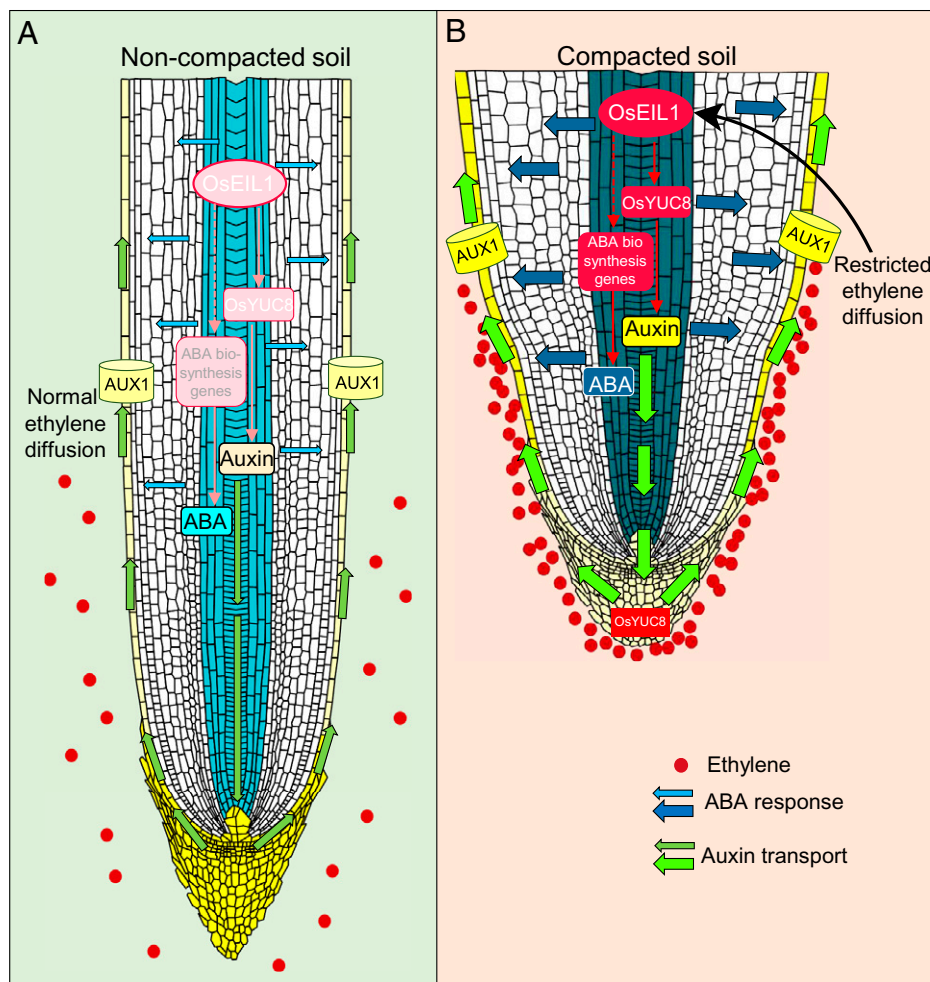 A
Non-compacted soil
OsEIL1
OsYUC8
ABA bio-
synthesis
genes
AUX1
AUX1
Normal
ethylene
diffusion
Auxin
ABA
B
Compacted soil
OsEIL1
OsYUC8
ABA bio
synthesis
genes
AUX1
AUX1
Restricted
ethylene
diffusion
Auxin
ABA
OsYUC8
Ethylene
ABA response
Auxin transport